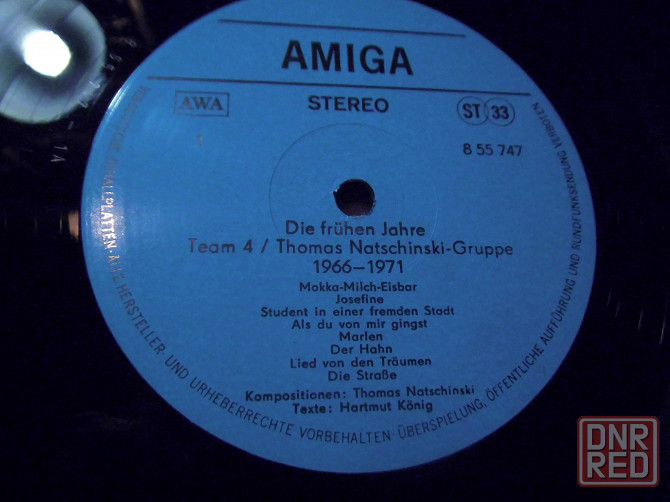 AMIGA
AWA
STEREO
ST 33
8 55 747
Die frühen Jahre
Team 4 / Thomas Natschinski-Gruppe
1966–1971
Mokka-Milch-Eisbar
Josefine
Student in einer fremden Stadt
Als du von mir gingst
Marlen
Der Hahn
Lied von den Träumen
Die Straße
Kompositionen: Thomas Natschinski
Texte: Hartmut König
SCHALLPLATTEN·ALLE HERSTELLER- UND URHEBERRECHTE VORBEHALTEN·ÜBERSPIELUNG, ÖFFENTLICHE AUFFÜHRUNG UND RUNDFUNKSENDUNG VERBOTEN
DNR
RED